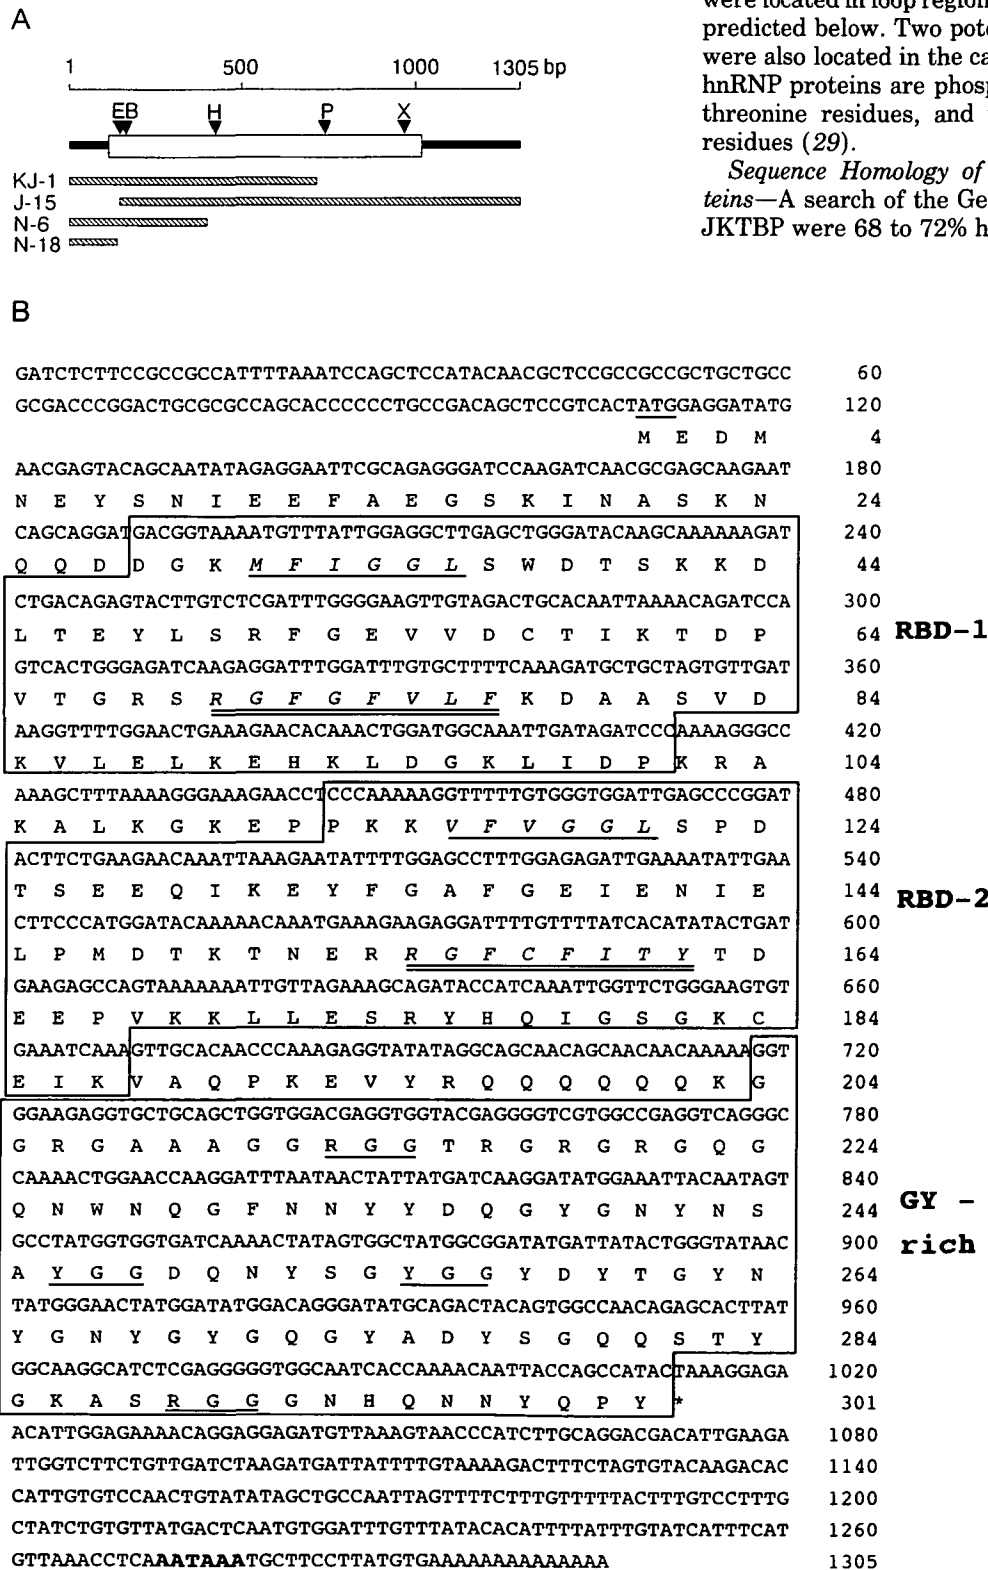 A
1 500 1000 1305 bp
EB H P X
KJ-1
J-15
N-6
N-18
were located in loop region
predicted below. Two pote
were also located in the ca
hnRNP proteins are phosp
threonine residues, and
residues (29).
Sequence Homology of
teins—A search of the Ge
JKTBP were 68 to 72% h
B
GATCTCTTCCGCCGCCATTTTAAATCCAGCTCCATACAACGCTCCGCCGCCGCTGCTGCC 60
GCGACCCGGACTGCGCGCCAGCACCCCCCTGCCGACAGCTCCGTCACTATGGAGGATATG 120
M E D M 4
AACGAGTACAGCAATATAGAGGAATTCGCAGAGGGATCCAAGATCAACGCGAGCAAGAAT 180
N E Y S N I E E F A E G S K I N A S K N 24
CAGCAGGATGACGGTAAAATGTTTATTGGAGGCTTGAGCTGGGATACAAGCAAAAAAGAT 240
Q Q D D G K M F I G G L S W D T S K K D 44
CTGACAGAGTACTTGTCTCGATTTGGGGAAGTTGTAGACTGCACAATTAAAACAGATCCA 300
L T E Y L S R F G E V V D C T I K T D P 64
RBD-1
GTCACTGGGAGATCAAGAGGATTTGGATTTGTGCTTTTCAAAGATGCTGCTAGTGTTGAT 360
V T G R S R G F G F V L F K D A A S V D 84
AAGGTTTTGGAACTGAAAGAACACAAACTGGATGGCAAATTGATAGATCCCAAAAGGGCC 420
K V L E L K E H K L D G K L I D P K R A 104
AAAGCTTTAAAAGGGAAAGAACCTCCCAAAAAGGTTTTTGTGGGTGGATTGAGCCCGGAT 480
K A L K G K E P P K K V F V G G L S P D 124
ACTTCTGAAGAACAAATTAAAGAATATTTTGGAGCCTTTGGAGAGATTGAAAATATTGAA 540
T S E E Q I K E Y F G A F G E I E N I E 144
RBD-2
CTTCCCATGGATACAAAAACAAATGAAAGAAGAGGATTTTGTTTTATCACATATACTGAT 600
L P M D T K T N E R R G F C F I T Y T D 164
GAAGAGCCAGTAAAAAAATTGTTAGAAAGCAGATACCATCAAATTGGTTCTGGGAAGTGT 660
E E P V K K L L E S R Y H Q I G S G K C 184
GAAATCAAAGTTGCACAACCCAAAGAGGTATATAGGCAGCAACAGCAACAACAAAAAGGT 720
E I K V A Q P K E V Y R Q Q Q Q Q Q K G 204
GGAAGAGGTGCTGCAGCTGGTGGACGAGGTGGTACGAGGGGTCGTGGCCGAGGTCAGGGC 780
G R G A A A G G R G G T R G R G R G Q G 224
CAAAACTGGAACCAAGGATTTAATAACTATTATGATCAAGGATATGGAAATTACAATAGT 840
Q N W N Q G F N N Y Y D Q G Y G N Y N S 244
GY -
rich
GCCTATGGTGGTGATCAAAACTATAGTGGCTATGGCGGATATGATTATACTGGGTATAAC 900
A Y G G D Q N Y S G Y G G Y D Y T G Y N 264
TATGGGAACTATGGATATGGACAGGGATATGCAGACTACAGTGGCCAACAGAGCACTTAT 960
Y G N Y G Y G Q G Y A D Y S G Q Q S T Y 284
GGCAAGGCATCTCGAGGGGGTGGCAATCACCAAAACAATTACCAGCCATACTAAAGGAGA 1020
G K A S R G G G N H Q N N Y Q P Y * 301
ACATTGGAGAAAACAGGAGGAGATGTTAAAGTAACCCATCTTGCAGGACGACATTGAAGA 1080
TTGGTCTTCTGTTGATCTAAGATGATTATTTTGTAAAAGACTTTCTAGTGTACAAGACAC 1140
CATTGTGTCCAACTGTATATAGCTGCCAATTAGTTTTCTTTGTTTTTACTTTGTCCTTTG 1200
CTATCTGTGTTATGACTCAATGTGGATTTGTTTATACACATTTTATTTGTATCATTTCAT 1260
GTTAAACCTCAAATAAATGCTTCCTTATGTGAAAAAAAAAAAAAAA 1305